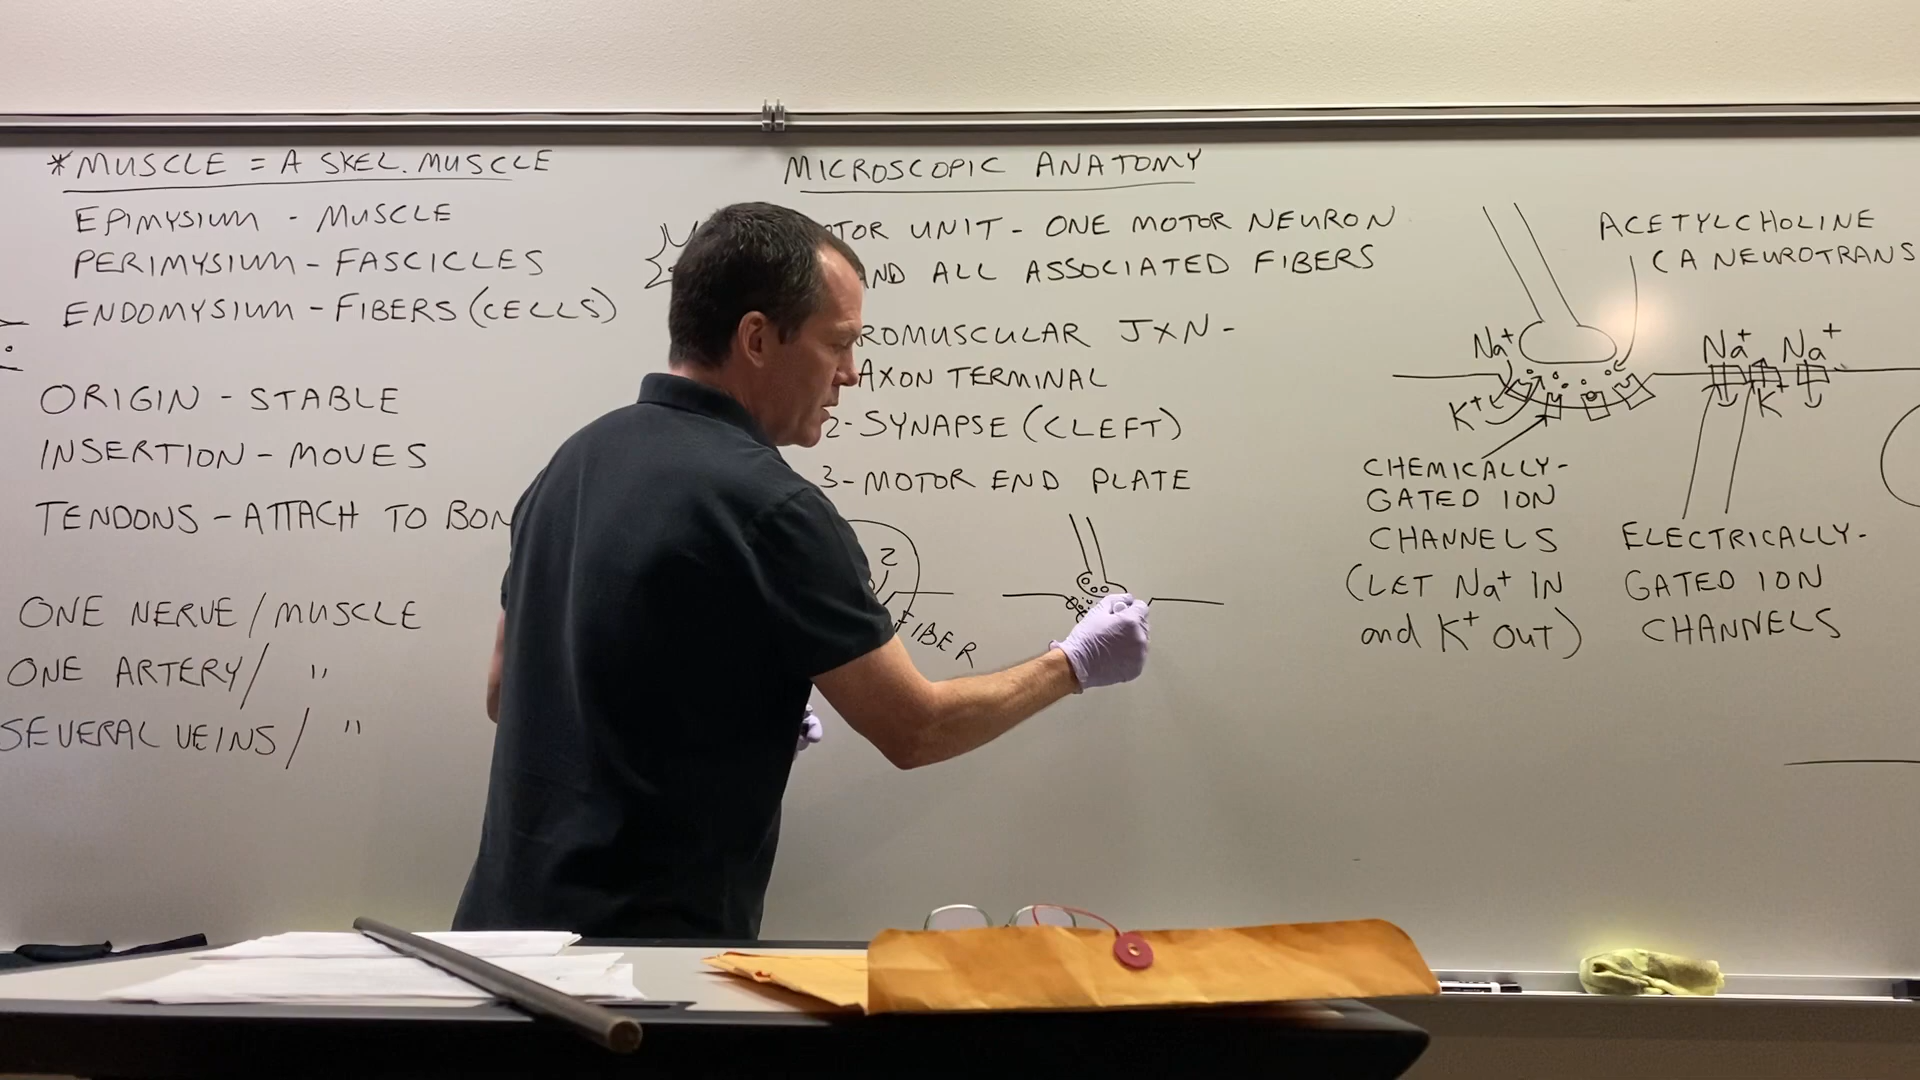 *MUSCLE = A SKEL. MUSCLE
EPIMYSIUM - MUSCLE
PERIMYSIUM - FASCICLES
ENDOMYSIUM - FIBERS (CELLS)
ORIGIN - STABLE
INSERTION - MOVES
TENDONS - ATTACH TO BON
ONE NERVE / MUSCLE
ONE ARTERY / "
SEVERAL VEINS / "
MICROSCOPIC ANATOMY
TOR UNIT - ONE MOTOR NEURON
AND ALL ASSOCIATED FIBERS
ROMUSCULAR JXN -
AXON TERMINAL
2- SYNAPSE (CLEFT)
3- MOTOR END PLATE
2
FIBER
ACETYLCHOLINE
(A NEUROTRANS
Na+
K+
Na+ Na+
K+
CHEMICALLY-
GATED ION
CHANNELS
(LET Na+ IN
and K+ OUT)
ELECTRICALLY-
GATED ION
CHANNELS